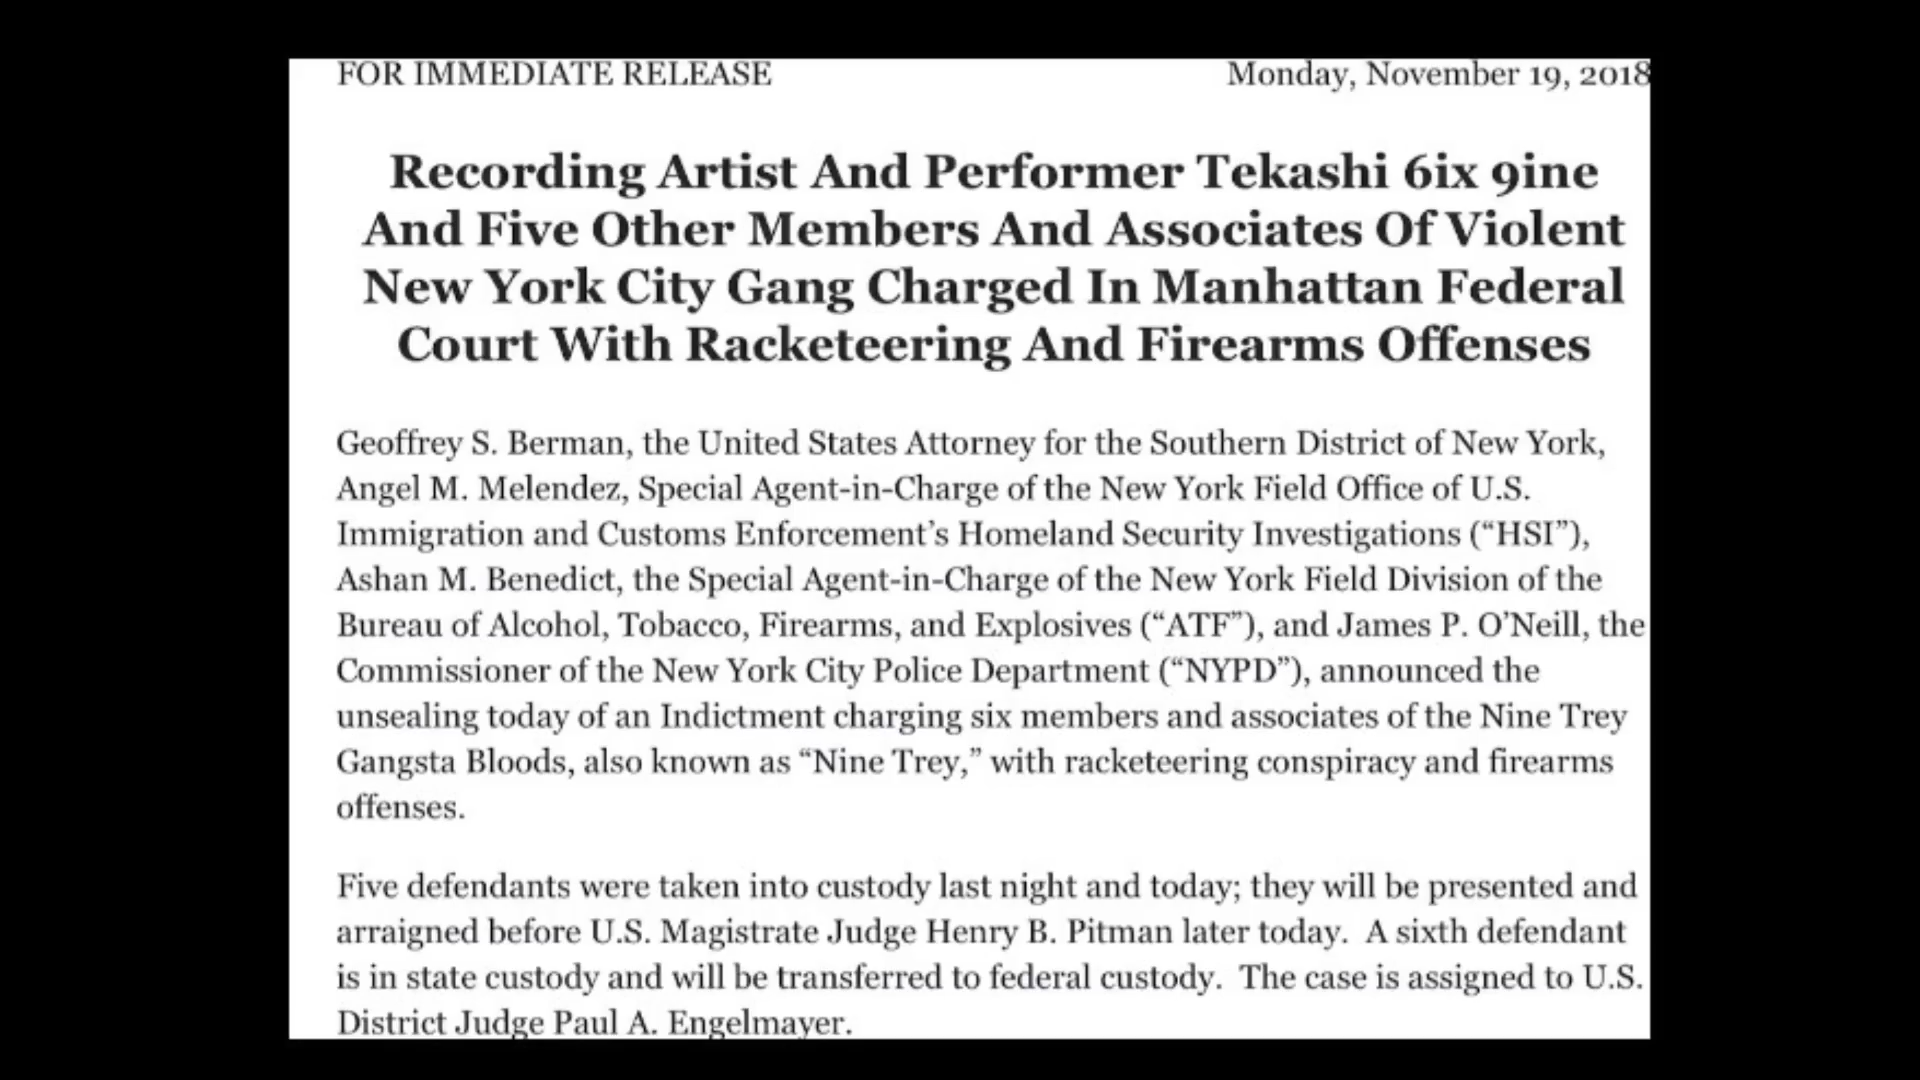 FOR IMMEDIATE RELEASE Monday, November 19, 2018
Recording Artist And Performer Tekashi 6ix 9ine
And Five Other Members And Associates Of Violent
New York City Gang Charged In Manhattan Federal
Court With Racketeering And Firearms Offenses
Geoffrey S. Berman, the United States Attorney for the Southern District of New York,
Angel M. Melendez, Special Agent-in-Charge of the New York Field Office of U.S.
Immigration and Customs Enforcement’s Homeland Security Investigations (“HSI”),
Ashan M. Benedict, the Special Agent-in-Charge of the New York Field Division of the
Bureau of Alcohol, Tobacco, Firearms, and Explosives (“ATF”), and James P. O’Neill, the
Commissioner of the New York City Police Department (“NYPD”), announced the
unsealing today of an Indictment charging six members and associates of the Nine Trey
Gangsta Bloods, also known as “Nine Trey,” with racketeering conspiracy and firearms
offenses.
Five defendants were taken into custody last night and today; they will be presented and
arraigned before U.S. Magistrate Judge Henry B. Pitman later today.  A sixth defendant
is in state custody and will be transferred to federal custody.  The case is assigned to U.S.
District Judge Paul A. Engelmayer.